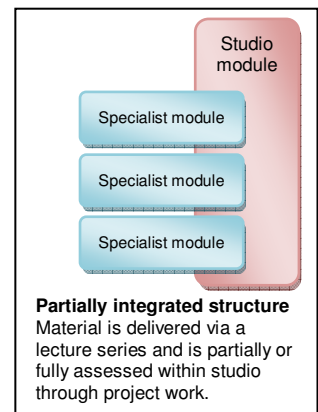 Studio
module
Specialist module
Specialist module
Specialist module
Partially integrated structure
Material is delivered via a
lecture series and is partially or
fully assessed within studio
through project work.